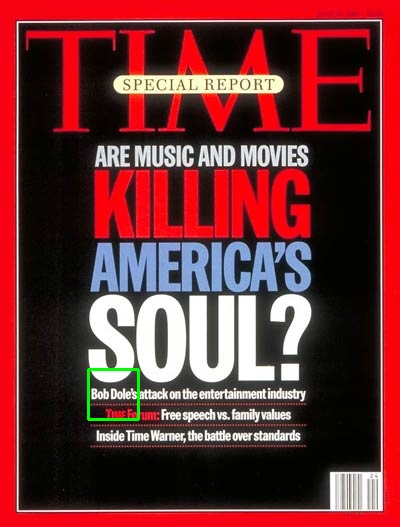 TIME
SPECIAL REPORT
ARE MUSIC AND MOVIES
KILLING
AMERICA'S
SOUL?
Bob Dole's attack on the entertainment industry
TIME Forum: Free speech vs. family values
Inside Time Warner, the battle over standards
24